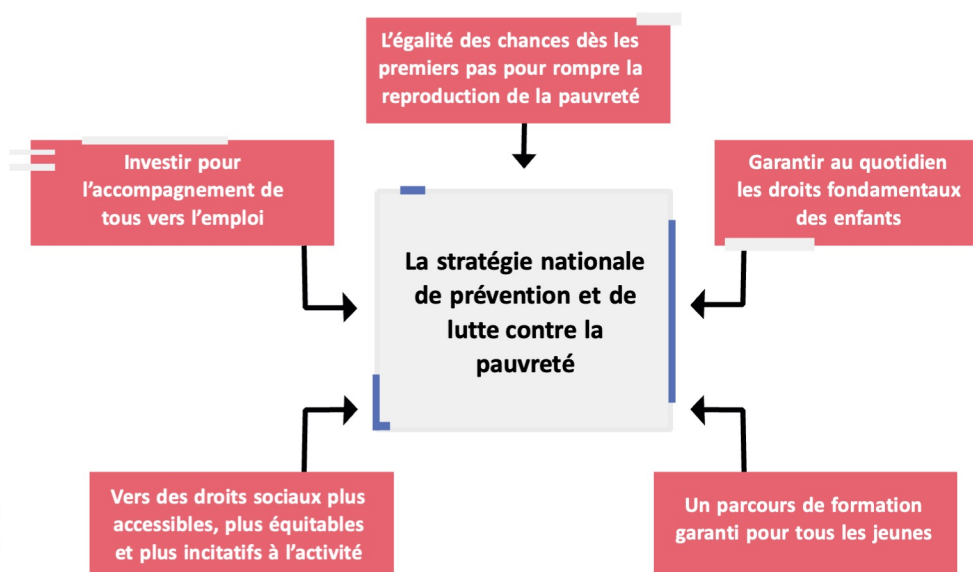 L'égalité des chances dès les
premiers pas pour rompre la
reproduction de la pauvreté
Investir pour
l'accompagnement de
tous vers l'emploi
Garantir au quotidien
les droits fondamentaux
des enfants
La stratégie nationale
de prévention et de
lutte contre la
pauvreté
Vers des droits sociaux plus
accessibles, plus équitables
et plus incitatifs à l'activité
Un parcours de formation
garanti pour tous les jeunes